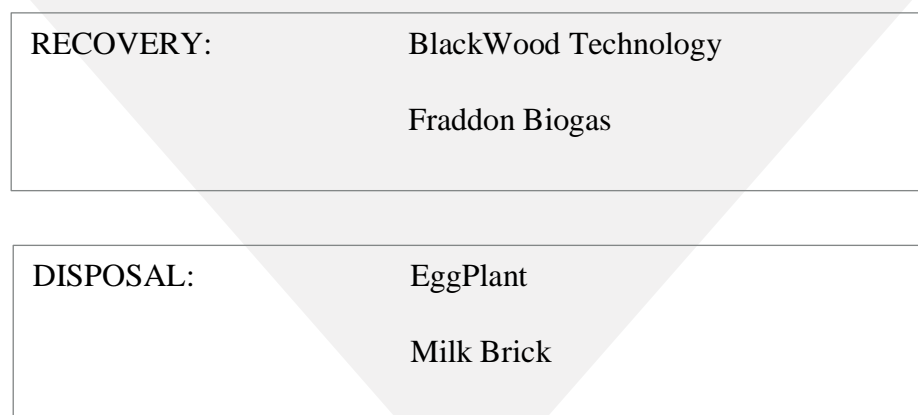 RECOVERY: BlackWood Technology
Fraddon Biogas
DISPOSAL: EggPlant
Milk Brick